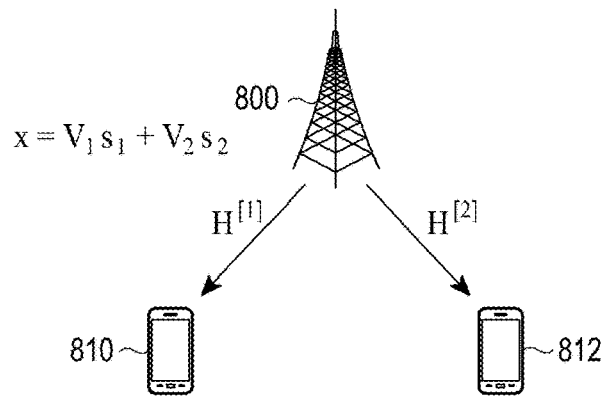 800
x = V₁ s₁ + V₂ s₂
H[1]
H[2]
810
812